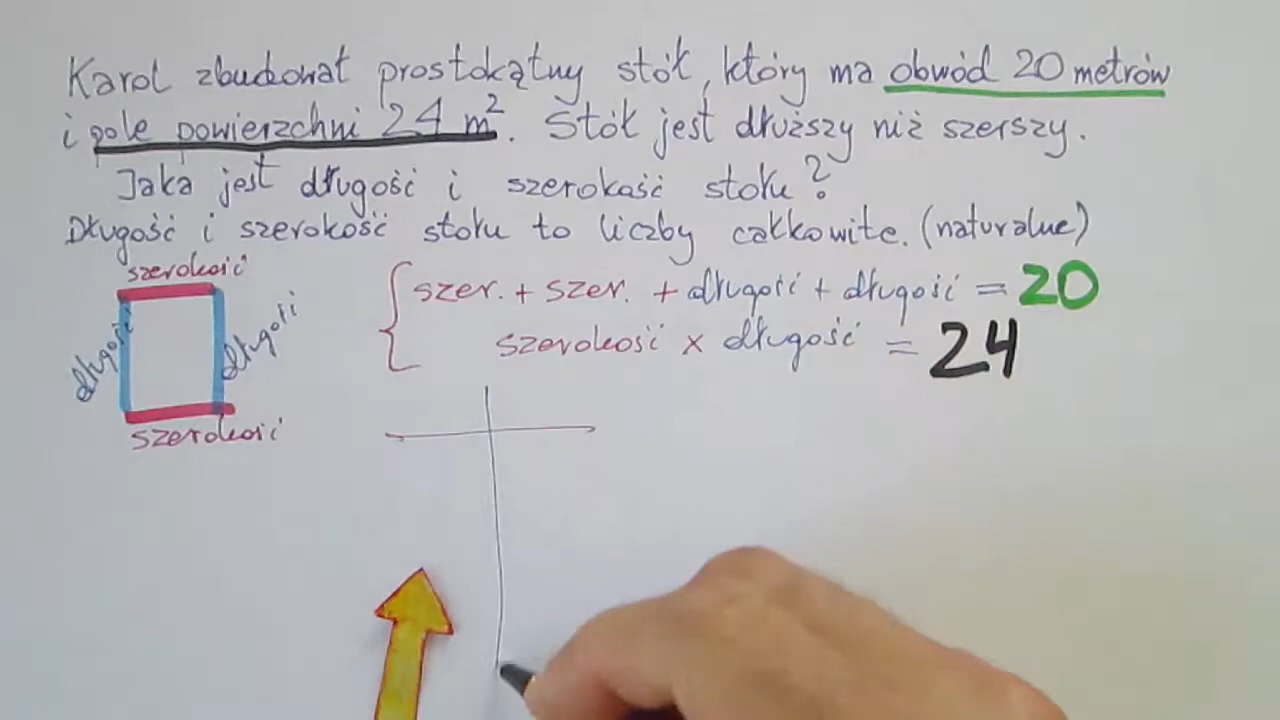 Karol zbudował prostokątny stół, który ma obwód 20 metrów
i pole powierzchni 24 m². Stół jest dłuższy niż szerszy.
Jaka jest długość i szerokość stołu?
Długość i szerokość stołu to liczby całkowite. (naturalne)
szerokość
długość
długość
szerokość
szer. + szer. + długość + długość = 20
szerokość x długość = 24